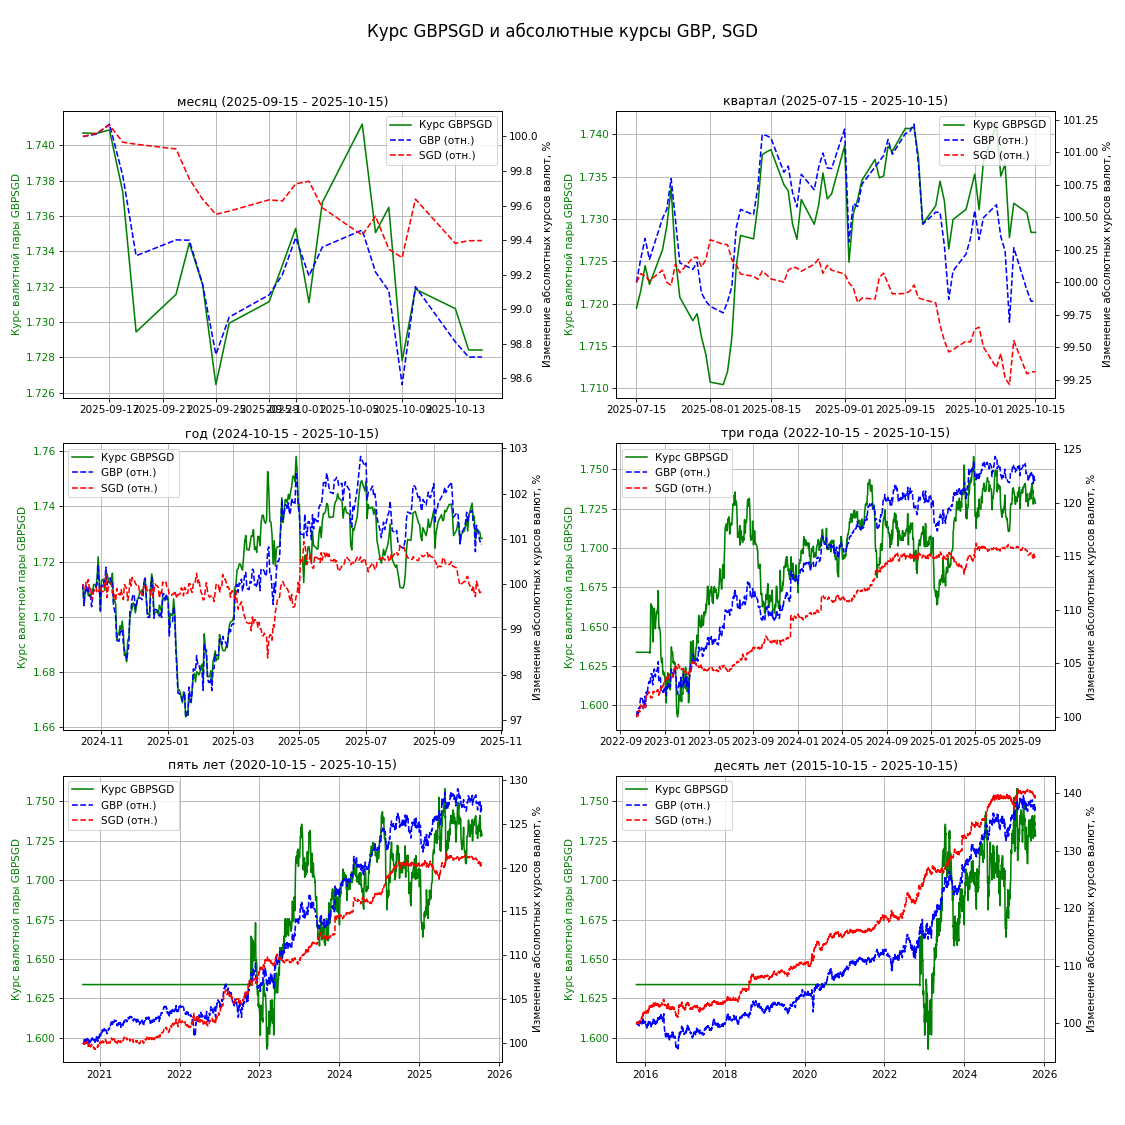 Курс GBPSGD и абсолютные курсы GBP, SGD
месяц (2025-09-15 - 2025-10-15)
Курс валютной пары GBPSGD
1.740
1.738
1.736
1.734
1.732
1.730
1.728
1.726
Курс GBPSGD
GBP (отн.)
SGD (отн.)
100.0
99.8
99.6
99.4
99.2
99.0
98.8
98.6
Изменение абсолютных курсов валют, %
2025-09-17 2025-09-21 2025-09-25 2025-09-29 2025-10-01 2025-10-05 2025-10-09 2025-10-13
квартал (2025-07-15 - 2025-10-15)
Курс валютной пары GBPSGD
1.740
1.735
1.730
1.725
1.720
1.715
1.710
Курс GBPSGD
GBP (отн.)
SGD (отн.)
101.25
101.00
100.75
100.50
100.25
100.00
99.75
99.50
99.25
Изменение абсолютных курсов валют, %
2025-07-15 2025-08-01 2025-08-15 2025-09-01 2025-09-15 2025-10-01 2025-10-15
год (2024-10-15 - 2025-10-15)
Курс валютной пары GBPSGD
1.76
1.74
1.72
1.70
1.68
1.66
Курс GBPSGD
GBP (отн.)
SGD (отн.)
103
102
101
100
99
98
97
Изменение абсолютных курсов валют, %
2024-11 2025-01 2025-03 2025-05 2025-07 2025-09 2025-11
три года (2022-10-15 - 2025-10-15)
Курс валютной пары GBPSGD
1.750
1.725
1.700
1.675
1.650
1.625
1.600
Курс GBPSGD
GBP (отн.)
SGD (отн.)
125
120
115
110
105
100
Изменение абсолютных курсов валют, %
2022-09 2023-01 2023-05 2023-09 2024-01 2024-05 2024-09 2025-01 2025-05 2025-09
пять лет (2020-10-15 - 2025-10-15)
Курс валютной пары GBPSGD
1.750
1.725
1.700
1.675
1.650
1.625
1.600
Курс GBPSGD
GBP (отн.)
SGD (отн.)
130
125
120
115
110
105
100
Изменение абсолютных курсов валют, %
2021 2022 2023 2024 2025 2026
десять лет (2015-10-15 - 2025-10-15)
Курс валютной пары GBPSGD
1.750
1.725
1.700
1.675
1.650
1.625
1.600
Курс GBPSGD
GBP (отн.)
SGD (отн.)
140
130
120
110
100
Изменение абсолютных курсов валют, %
2016 2018 2020 2022 2024 2026